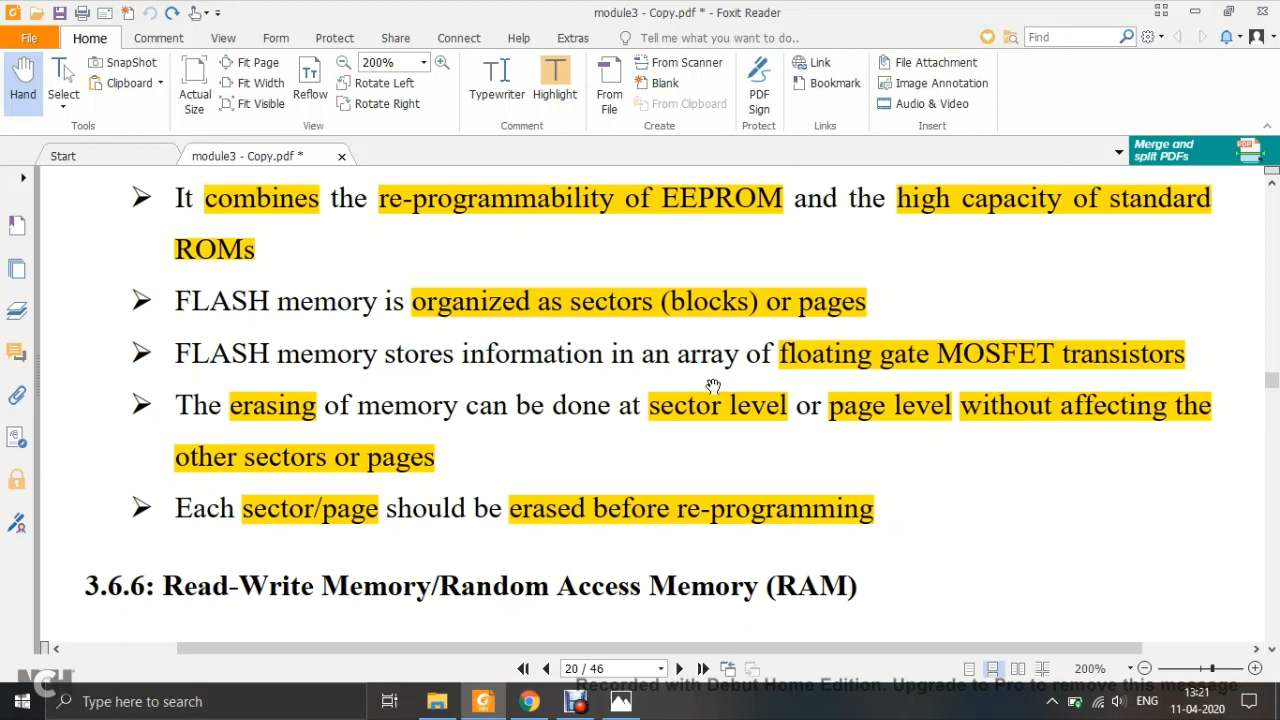 module3 - Copy.pdf * - Foxit Reader
File Home Comment View Form Protect Share Connect Help Extras Tell me what you want to do.. Find
Hand
Select
SnapShot
Clipboard
Tools
Actual Size
Fit Page
Fit Width
Fit Visible
Reflow
200%
Rotate Left
Rotate Right
View
Typewriter
Highlight
Comment
From File
From Scanner
Blank
From Clipboard
Create
PDF Sign
Protect
Link
Bookmark
Links
File Attachment
Image Annotation
Audio & Video
Insert
Start module3 - Copy.pdf *
Merge and
split PDFs
It combines the re-programmability of EEPROM and the high capacity of standard
ROMs
FLASH memory is organized as sectors (blocks) or pages
FLASH memory stores information in an array of floating gate MOSFET transistors
The erasing of memory can be done at sector level or page level without affecting the
other sectors or pages
Each sector/page should be erased before re-programming
3.6.6: Read-Write Memory/Random Access Memory (RAM)
20 / 46 200%
NCH
Recorded with Debut Home Edition. Upgrade to Pro to remove this message
Type here to search
ENG
13:21
11-04-2020